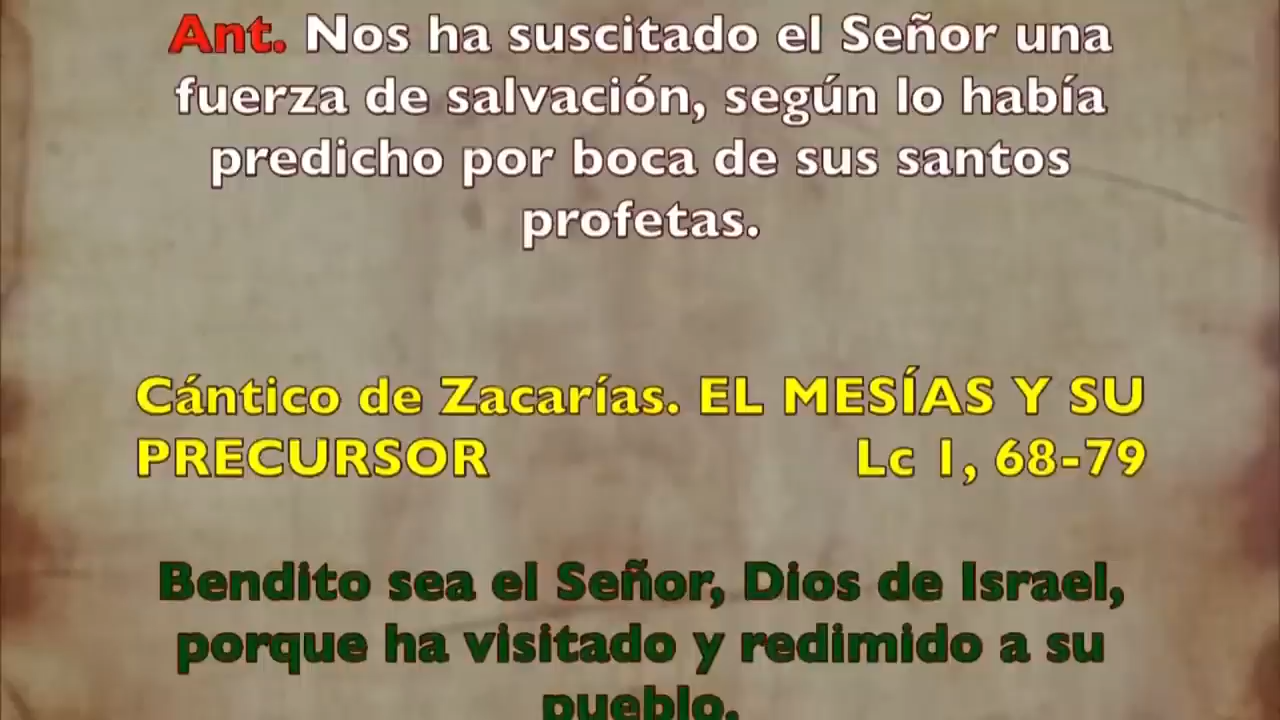 Ant. Nos ha suscitado el Señor una
fuerza de salvación, según lo había
predicho por boca de sus santos
profetas.
Cántico de Zacarías. EL MESÍAS Y SU
PRECURSOR Lc 1, 68-79
Bendito sea el Señor, Dios de Israel,
porque ha visitado y redimido a su
pueblo,